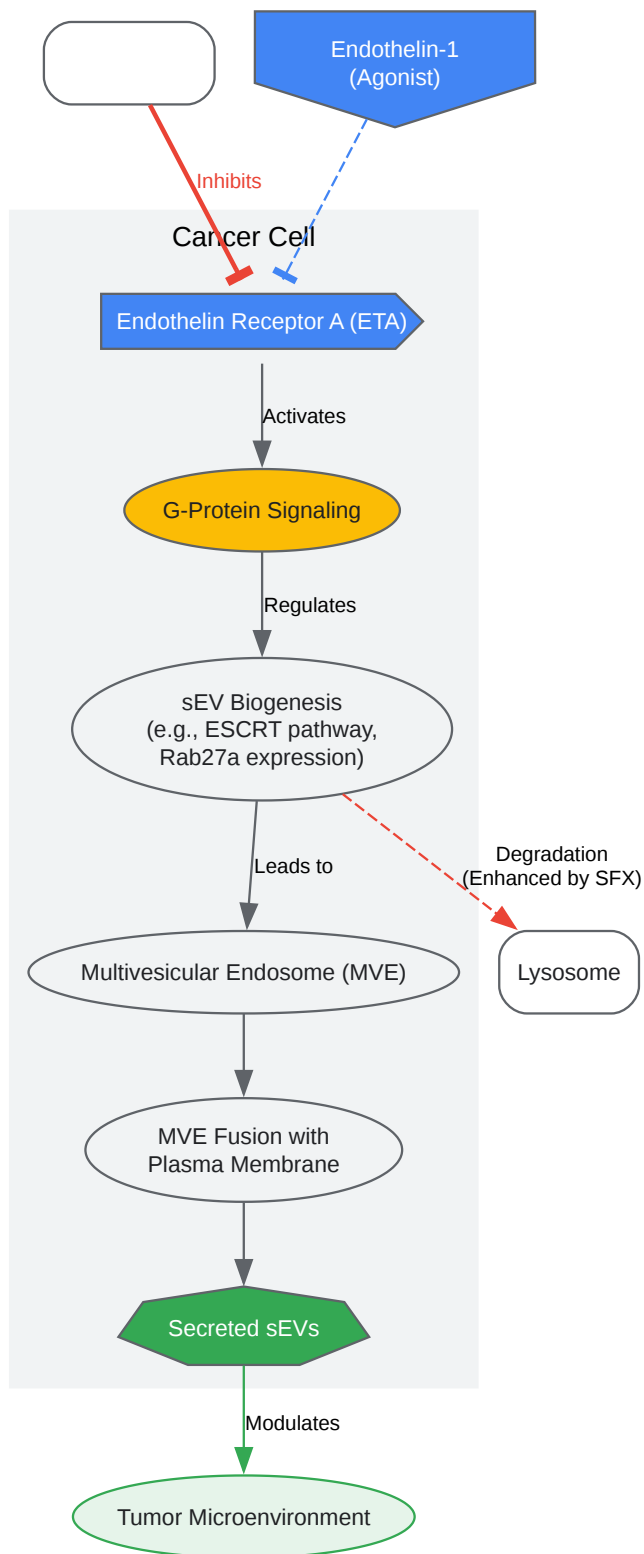 Endothelin-1
(Agonist)
Inhibits
Cancer Cell
Endothelin Receptor A (ETA)
Activates
G-Protein Signaling
Regulates
sEV Biogenesis
(e.g., ESCRT pathway,
Rab27a expression)
Leads to
Degradation
(Enhanced by SFX)
Multivesicular Endosome (MVE)
Lysosome
MVE Fusion with
Plasma Membrane
Secreted sEVs
Modulates
Tumor Microenvironment